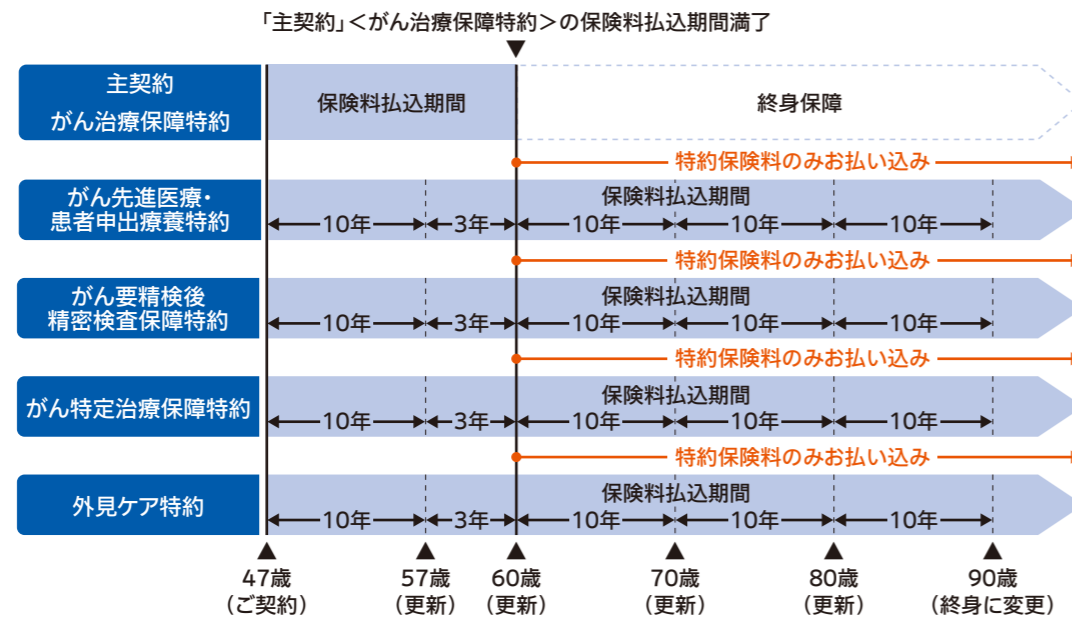 「主契約」＜がん治療保障特約＞の保険料払込期間満了
主契約
がん治療保障特約
保険料払込期間
終身保障
特約保険料のみお払い込み
がん先進医療・
患者申出療養特約
保険料払込期間
10年 3年 10年 10年 10年
特約保険料のみお払い込み
がん要精検後
精密検査保障特約
保険料払込期間
10年 3年 10年 10年 10年
特約保険料のみお払い込み
がん特定治療保障特約
保険料払込期間
10年 3年 10年 10年 10年
特約保険料のみお払い込み
外見ケア特約
保険料払込期間
10年 3年 10年 10年 10年
47歳 57歳 60歳 70歳 80歳 90歳
（ご契約） （更新） （更新） （更新） （更新） （終身に変更）